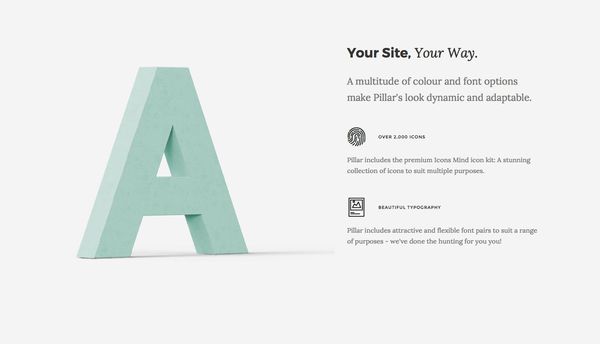 A
Your Site, Your Way.
A multitude of colour and font options
make Pillar's look dynamic and adaptable.
OVER 2,000 ICONS
Pillar includes the premium Icons Mind icon kit: A stunning
collection of icons to suit multiple purposes.
BEAUTIFUL TYPOGRAPHY
Pillar includes attractive and flexible font pairs to suit a range
of purposes - we've done the hunting for you you!